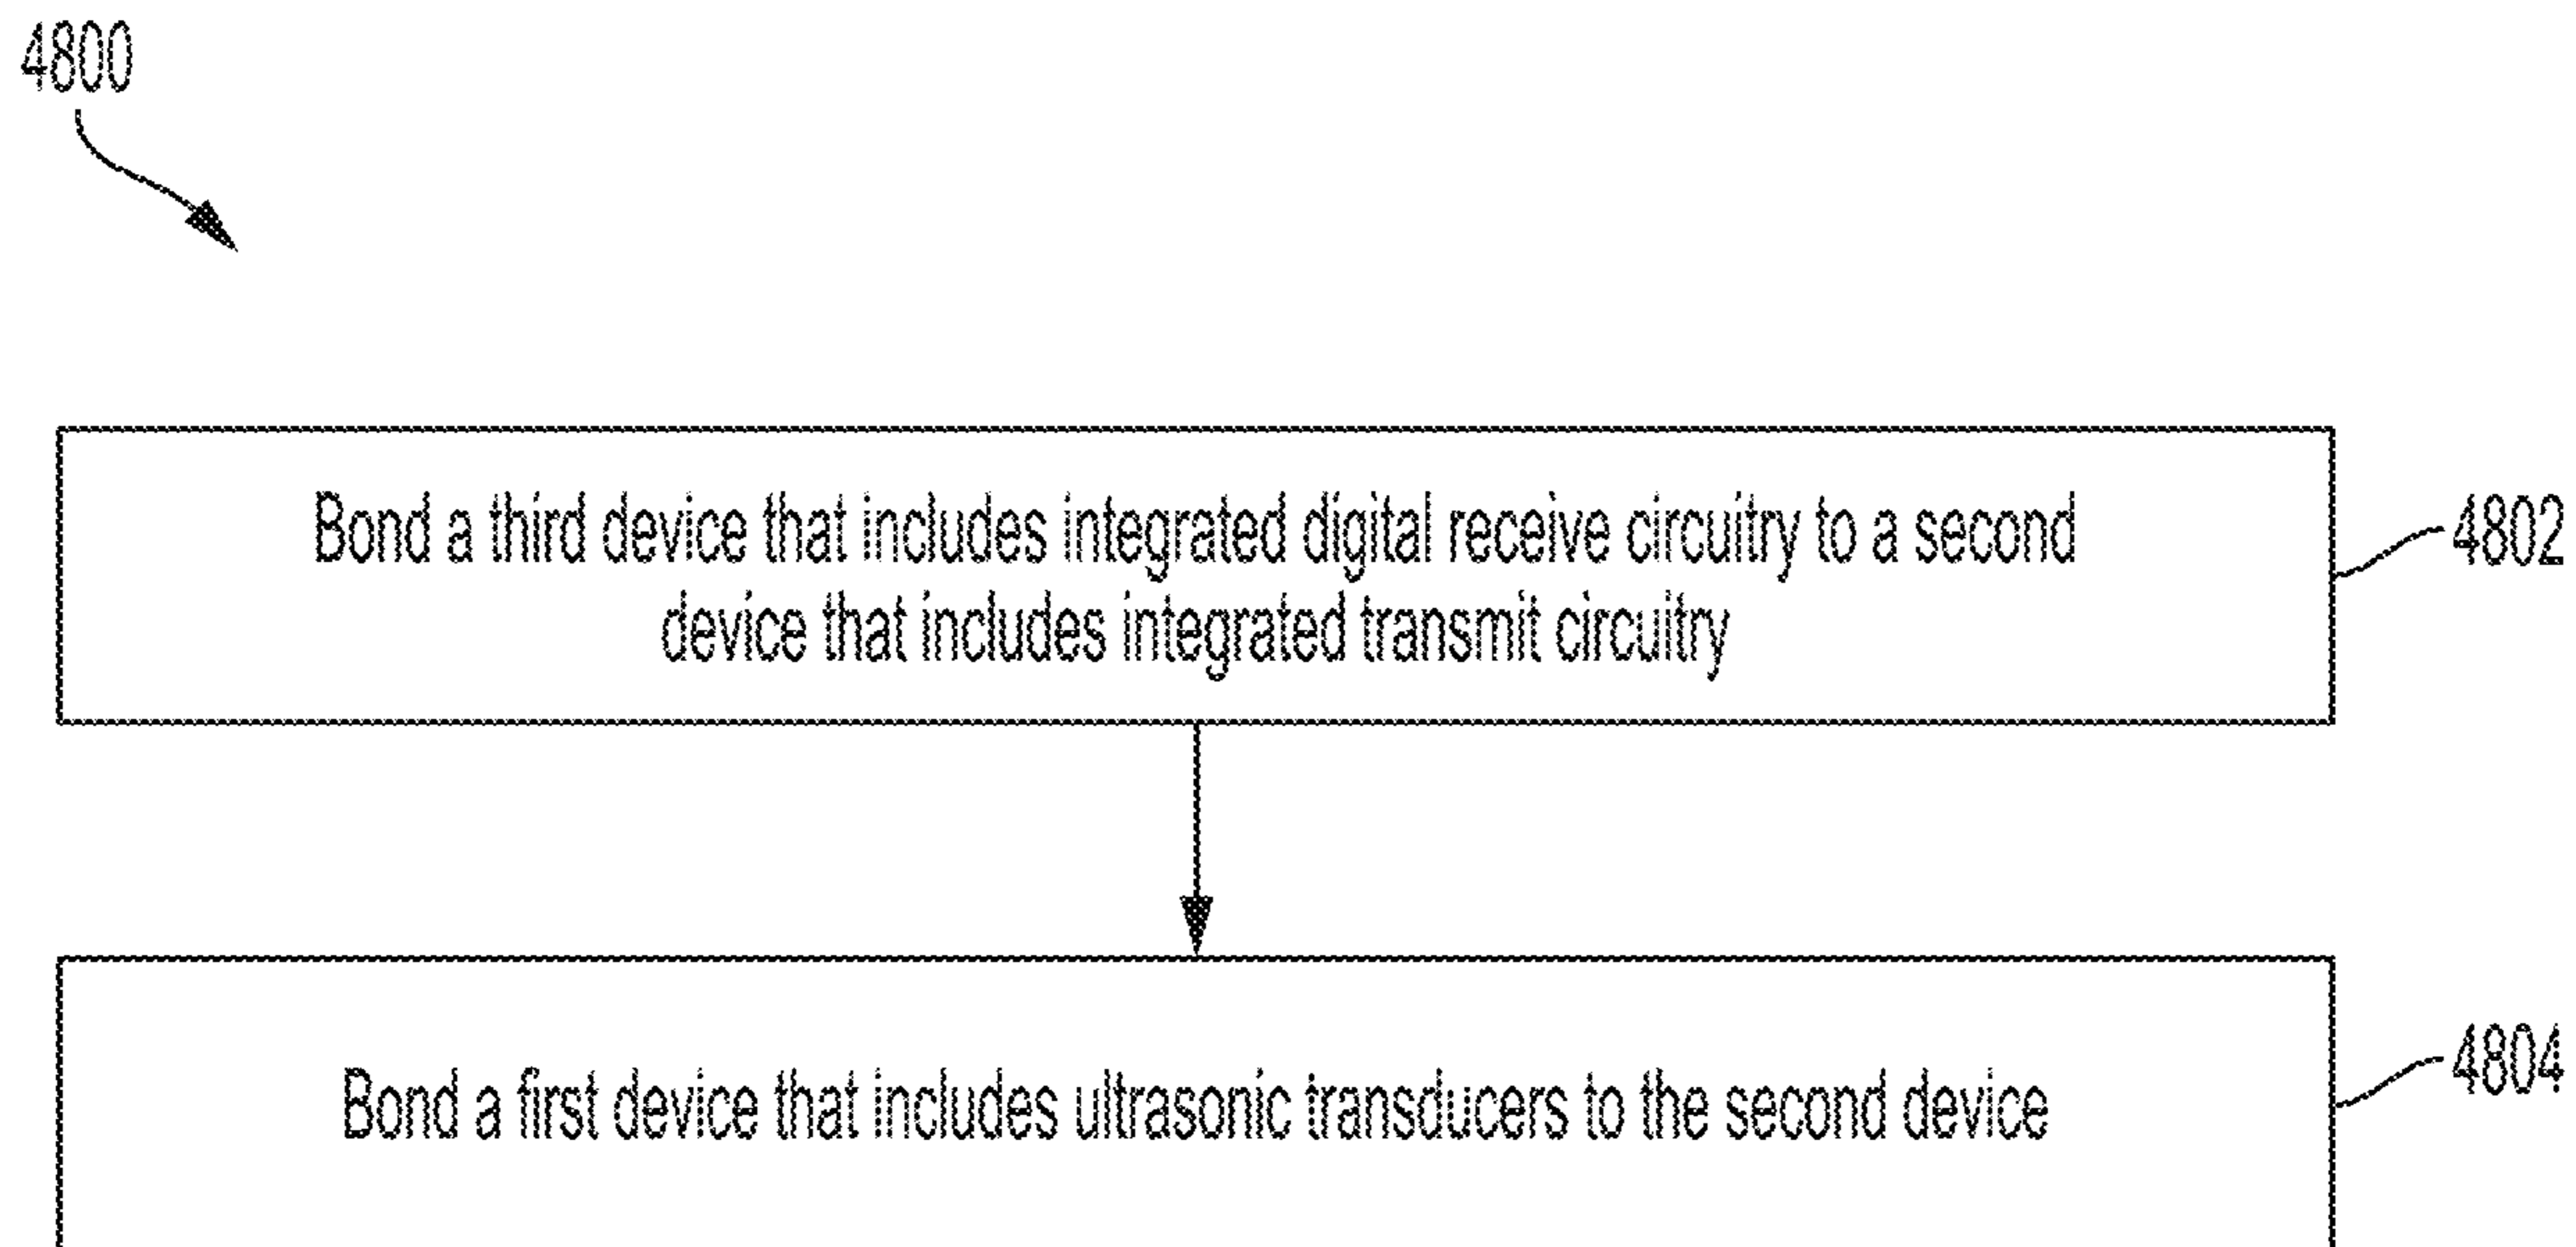 4800
Bond a third device that includes integrated digital receive circuitry to a second
device that includes integrated transmit circuitry
4802
Bond a first device that includes ultrasonic transducers to the second device
4804